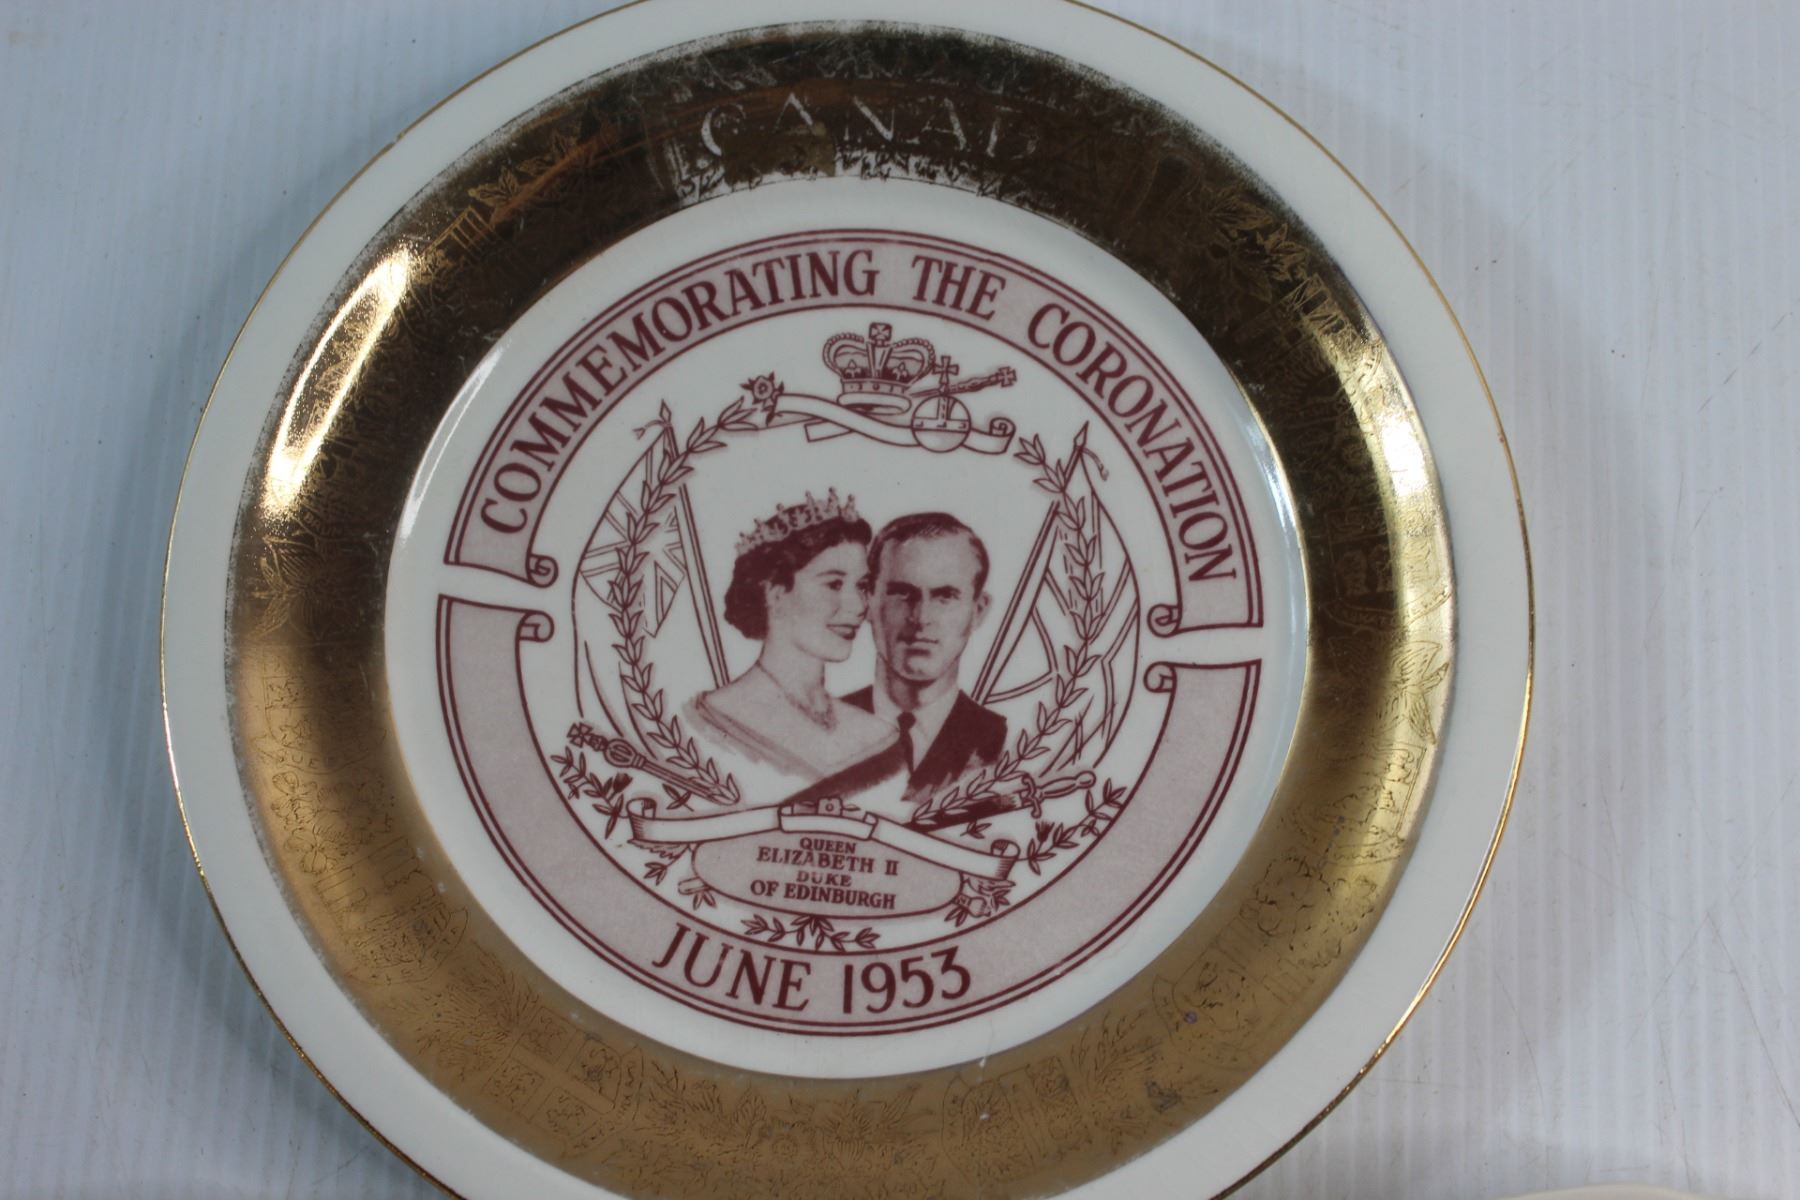 CANAD
COMMEMORATING THE CORONATION
QUEEN
ELIZABETH II
DUKE
OF EDINBURGH
JUNE 1953